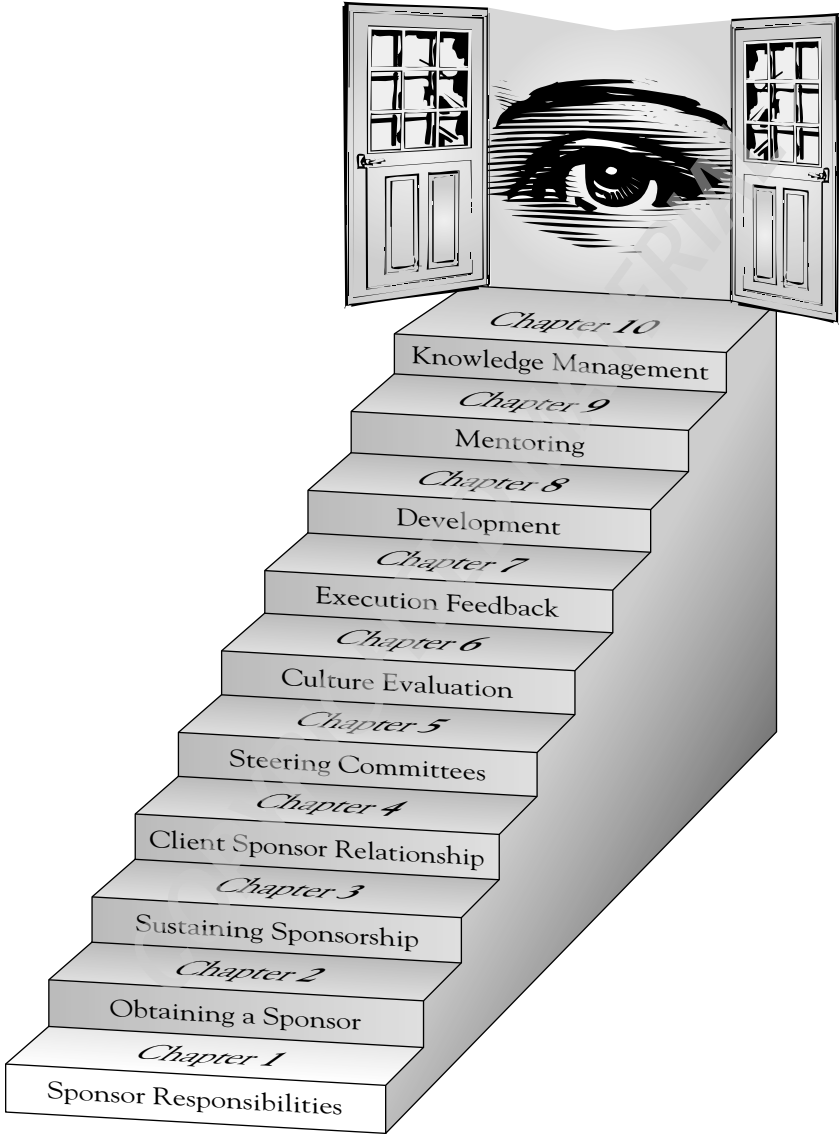 Chapter 10
Knowledge Management
Chapter 9
Mentoring
Chapter 8
Development
Chapter 7
Execution Feedback
Chapter 6
Culture Evaluation
Chapter 5
Steering Committees
Chapter 4
Client Sponsor Relationship
Chapter 3
Sustaining Sponsorship
Chapter 2
Obtaining a Sponsor
Chapter 1
Sponsor Responsibilities
COPYRIGHTED MATERIAL